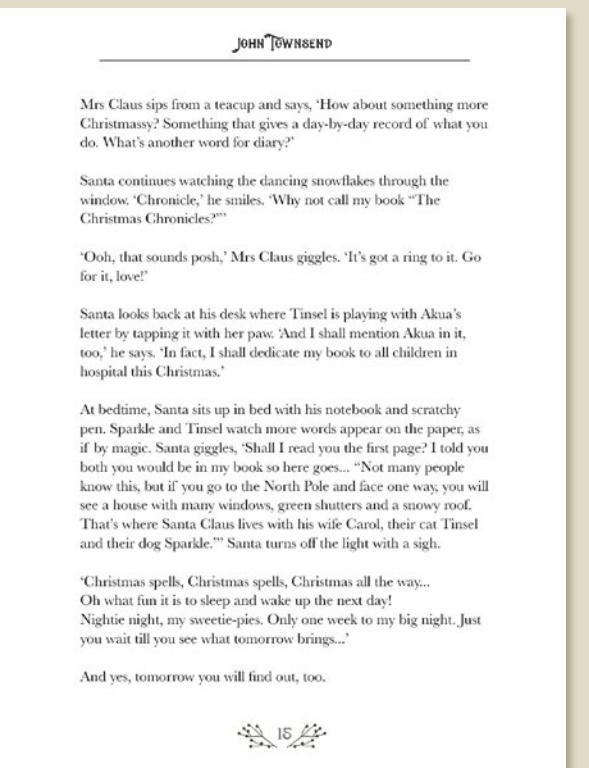 JOHN TOWNSEND
Mrs Claus sips from a teacup and says, ‘How about something more
Christmassy? Something that gives a day-by-day record of what you
do. What’s another word for diary?’
Santa continues watching the dancing snowflakes through the
window. ‘Chronicle,’ he smiles. ‘Why not call my book “The
Christmas Chronicles?”’
‘Ooh, that sounds posh,’ Mrs Claus giggles. ‘It’s got a ring to it. Go
for it, love!’
Santa looks back at his desk where Tinsel is playing with Akua’s
letter by tapping it with her paw. ‘And I shall mention Akua in it,
too,’ he says. ‘In fact, I shall dedicate my book to all children in
hospital this Christmas.’
At bedtime, Santa sits up in bed with his notebook and scratchy
pen. Sparkle and Tinsel watch more words appear on the paper, as
if by magic. Santa giggles, ‘Shall I read you the first page? I told you
both you would be in my book so here goes... “Not many people
know this, but if you go to the North Pole and face one way, you will
see a house with many windows, green shutters and a snowy roof.
That’s where Santa Claus lives with his wife Carol, their cat Tinsel
and their dog Sparkle.”’ Santa turns off the light with a sigh.
‘Christmas spells, Christmas spells, Christmas all the way...
Oh what fun it is to sleep and wake up the next day!
Nightie night, my sweetie-pies. Only one week to my big night. Just
you wait till you see what tomorrow brings...’
And yes, tomorrow you will find out, too.
15